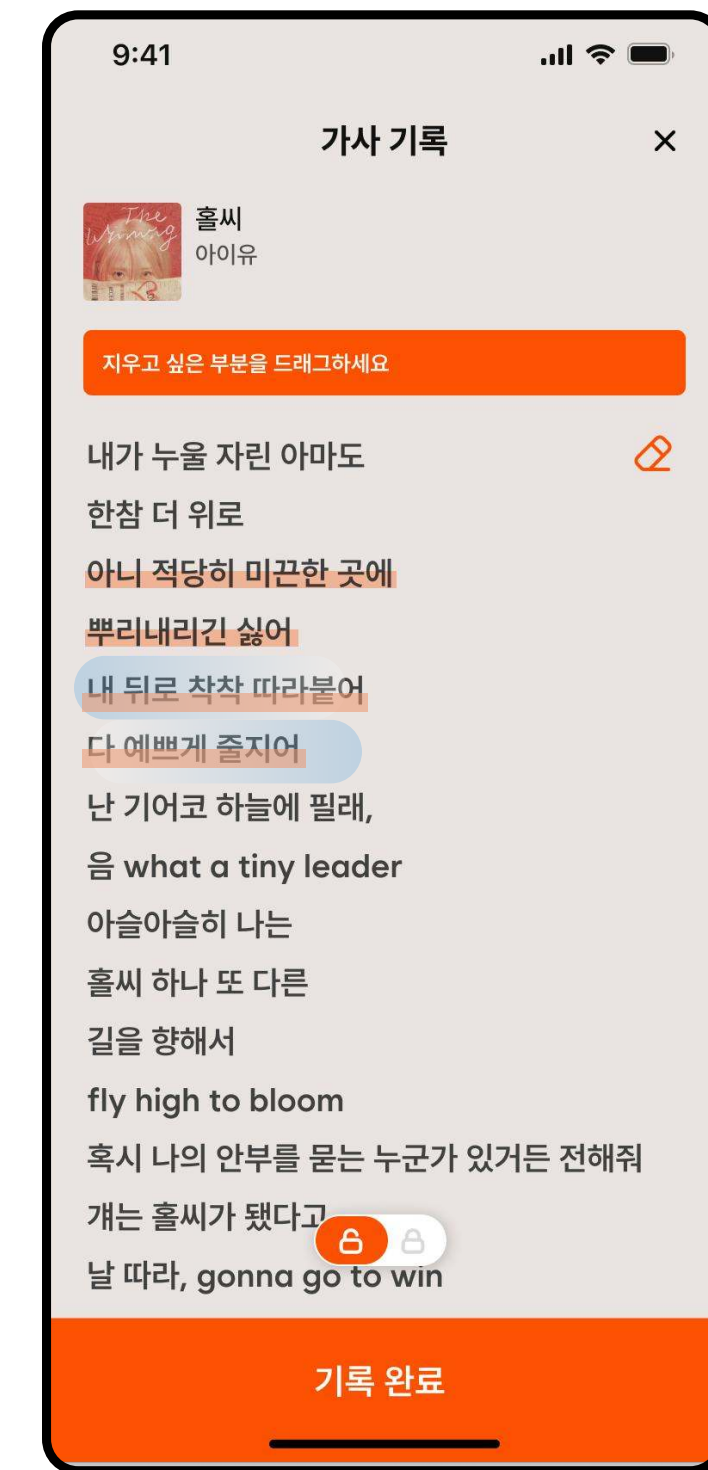 9:41
가사 기록
The
Winning
홀씨
아이유
지우고 싶은 부분을 드래그하세요
내가 누울 자린 아마도
한참 더 위로
아니 적당히 미끈한 곳에
뿌리내리긴 싫어
내 뒤로 착착 따라붙어
다 예쁘게 줄지어
난 기어코 하늘에 필래,
음 what a tiny leader
아슬아슬히 나는
홀씨 하나 또 다른
길을 향해서
fly high to bloom
혹시 나의 안부를 묻는 누군가 있거든 전해줘
걔는 홀씨가 됐다고
날 따라, gonna go to win
기록 완료